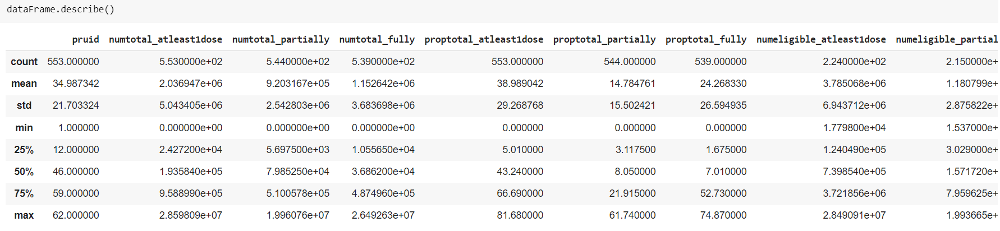 dataFrame.describe()
pruid numtotal_atleast1dose numtotal_partially numtotal_fully proptotal_atleast1dose proptotal_partially proptotal_fully numeligible_atleast1dose numeligible_partial
count 553.000000 5.530000e+02 5.440000e+02 5.390000e+02 553.000000 544.000000 539.000000 2.240000e+02 2.150000e+
mean 34.987342 2.036947e+06 9.203167e+05 1.152642e+06 38.989042 14.784761 24.268330 3.785068e+06 1.180799e+
std 21.703324 5.043405e+06 2.542803e+06 3.683698e+06 29.268768 15.502421 26.594935 6.943712e+06 2.875822e+
min 1.000000 0.000000e+00 0.000000e+00 0.000000e+00 0.000000 0.000000 0.000000 1.779800e+04 1.537000e+
25% 12.000000 2.427200e+04 5.697500e+03 1.055650e+04 5.010000 3.117500 1.675000 1.240490e+05 3.029000e+
50% 46.000000 1.935840e+05 7.985250e+04 3.686200e+04 43.240000 8.050000 7.010000 7.398540e+05 1.571720e+
75% 59.000000 9.588990e+05 5.100578e+05 4.874960e+05 66.690000 21.915000 52.730000 3.721856e+06 7.959625e+
max 62.000000 2.859809e+07 1.996076e+07 2.649263e+07 81.680000 61.740000 74.870000 2.849091e+07 1.993665e+